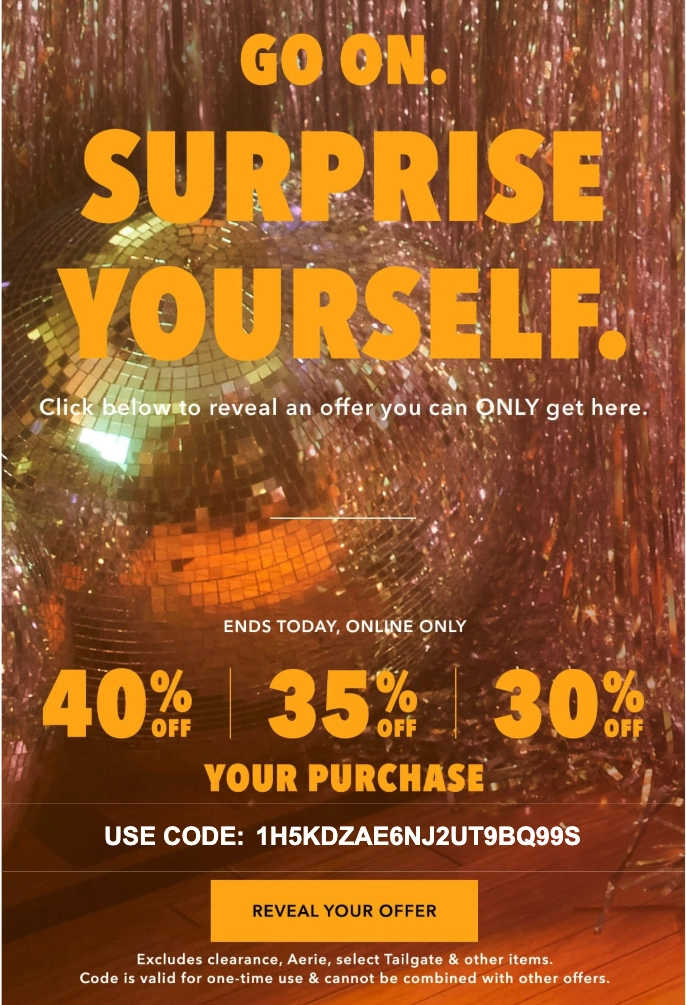 GO ON.
SURPRISE
YOURSELF.
Click below to reveal an offer you can ONLY get here.
ENDS TODAY, ONLINE ONLY
40% OFF | 35% OFF | 30% OFF
YOUR PURCHASE
USE CODE: 1H5KDZAE6NJ2UT9BQ99S
REVEAL YOUR OFFER
Excludes clearance, Aerie, select Tailgate & other items.
Code is valid for one-time use & cannot be combined with other offers.